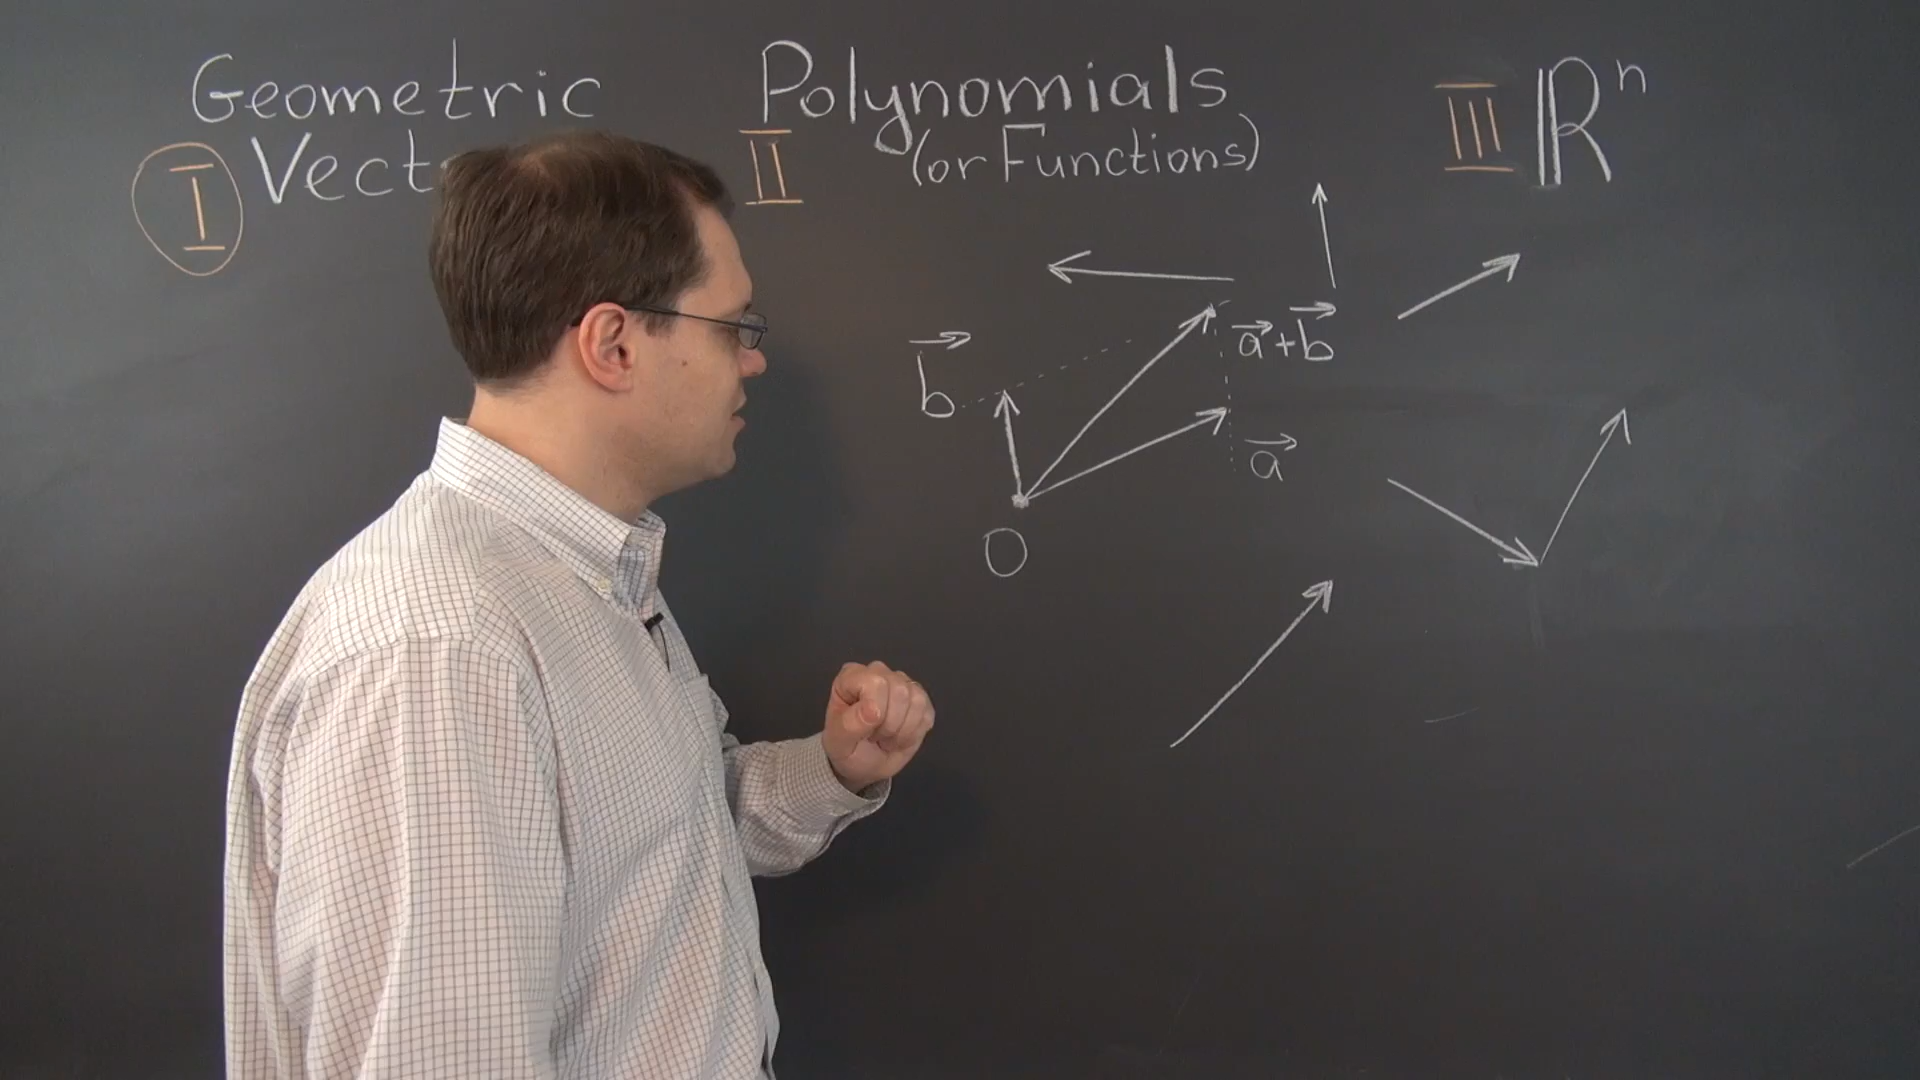 Geometric
I Vect
Polynomials
II (or Functions)
III ℝⁿ
b⃗
a⃗+b⃗
a⃗
O